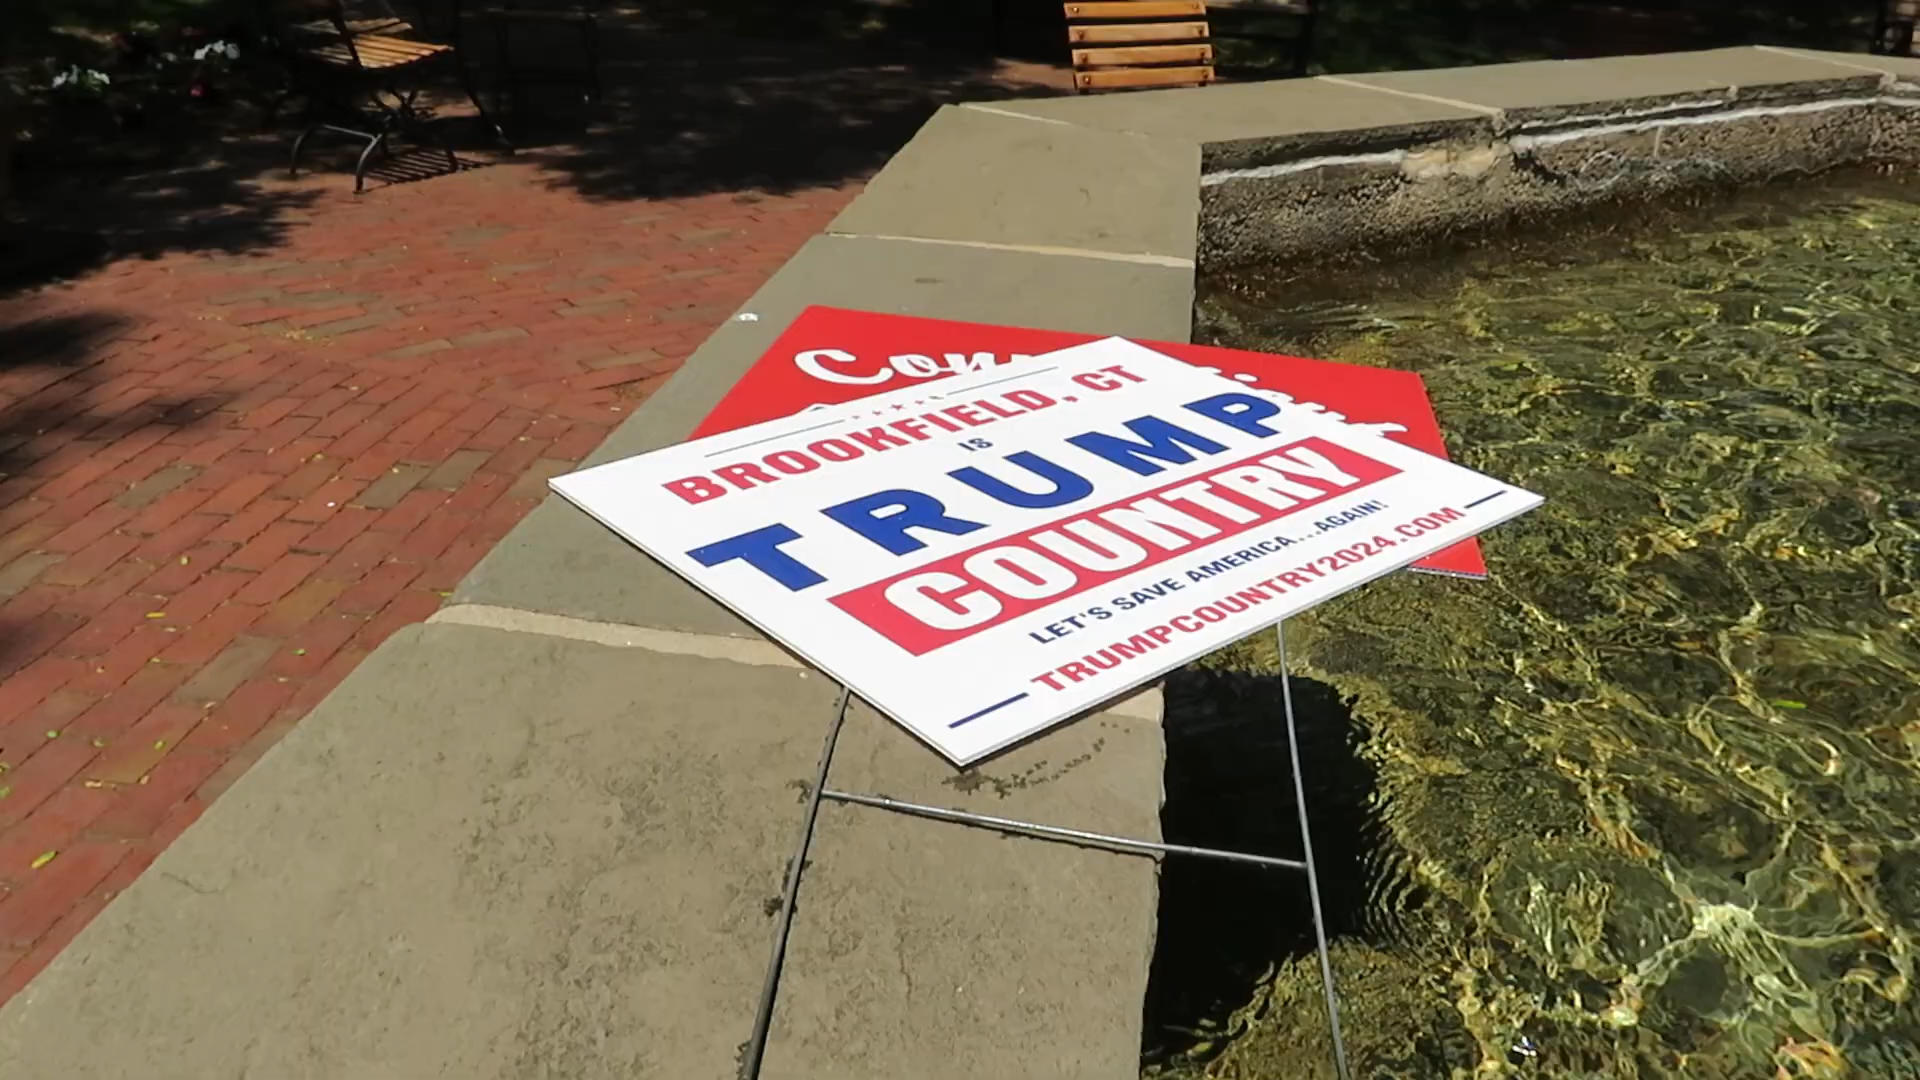 BROOKFIELD, CT
IS
TRUMP
COUNTRY
LET'S SAVE AMERICA...AGAIN!
TRUMPCOUNTRY2024.COM